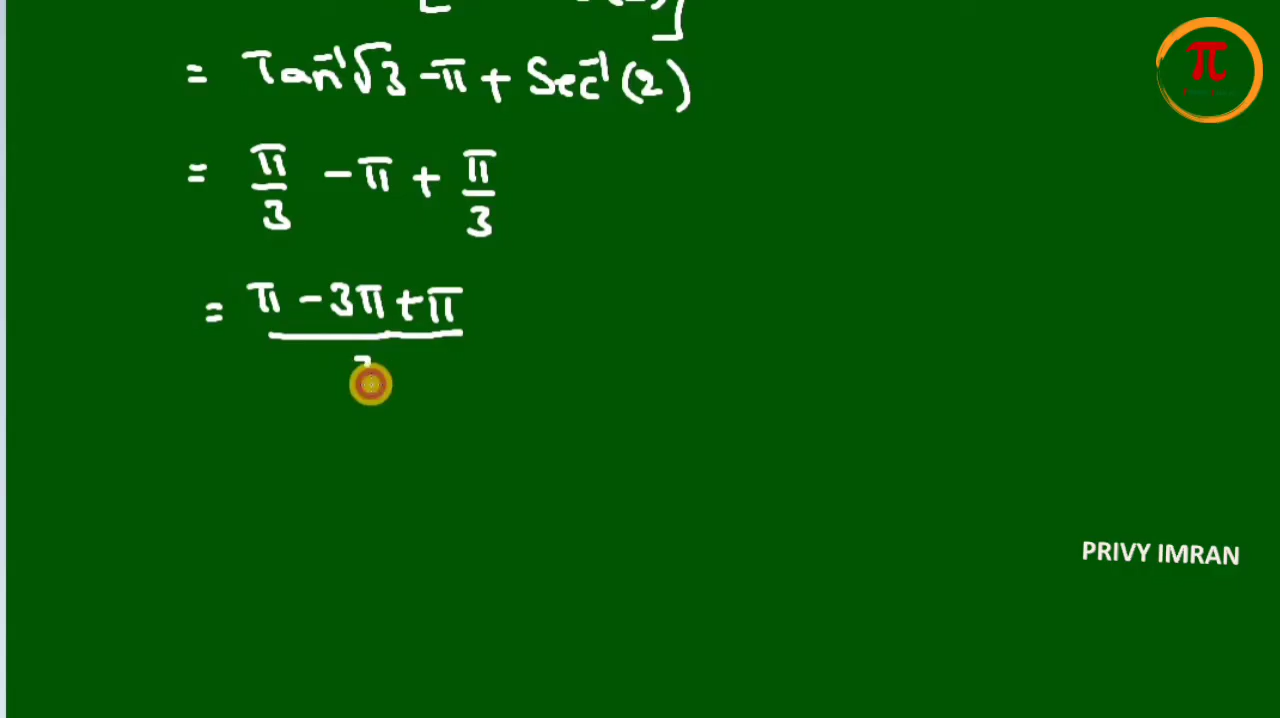 = Tan⁻¹√3 - π + Sec⁻¹(2)
= π/3 - π + π/3
= π - 3π + π
π
PRIVY IMRAN